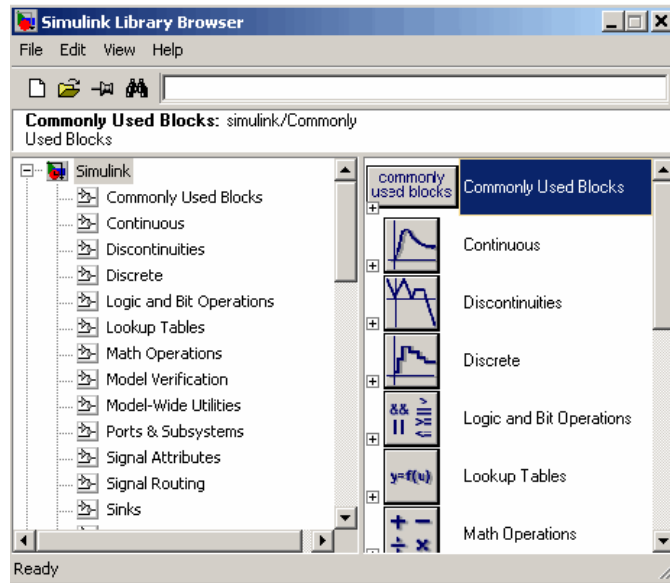 Simulink Library Browser
File Edit View Help
Commonly Used Blocks: simulink/Commonly
Used Blocks
Simulink
Commonly Used Blocks
Continuous
Discontinuities
Discrete
Logic and Bit Operations
Lookup Tables
Math Operations
Model Verification
Model-Wide Utilities
Ports & Subsystems
Signal Attributes
Signal Routing
Sinks
commonly
used blocks
Commonly Used Blocks
Continuous
Discontinuities
Discrete
&& >
|| >=
<=
Logic and Bit Operations
y=f(u)
Lookup Tables
+ −
÷ ×
Math Operations
Ready